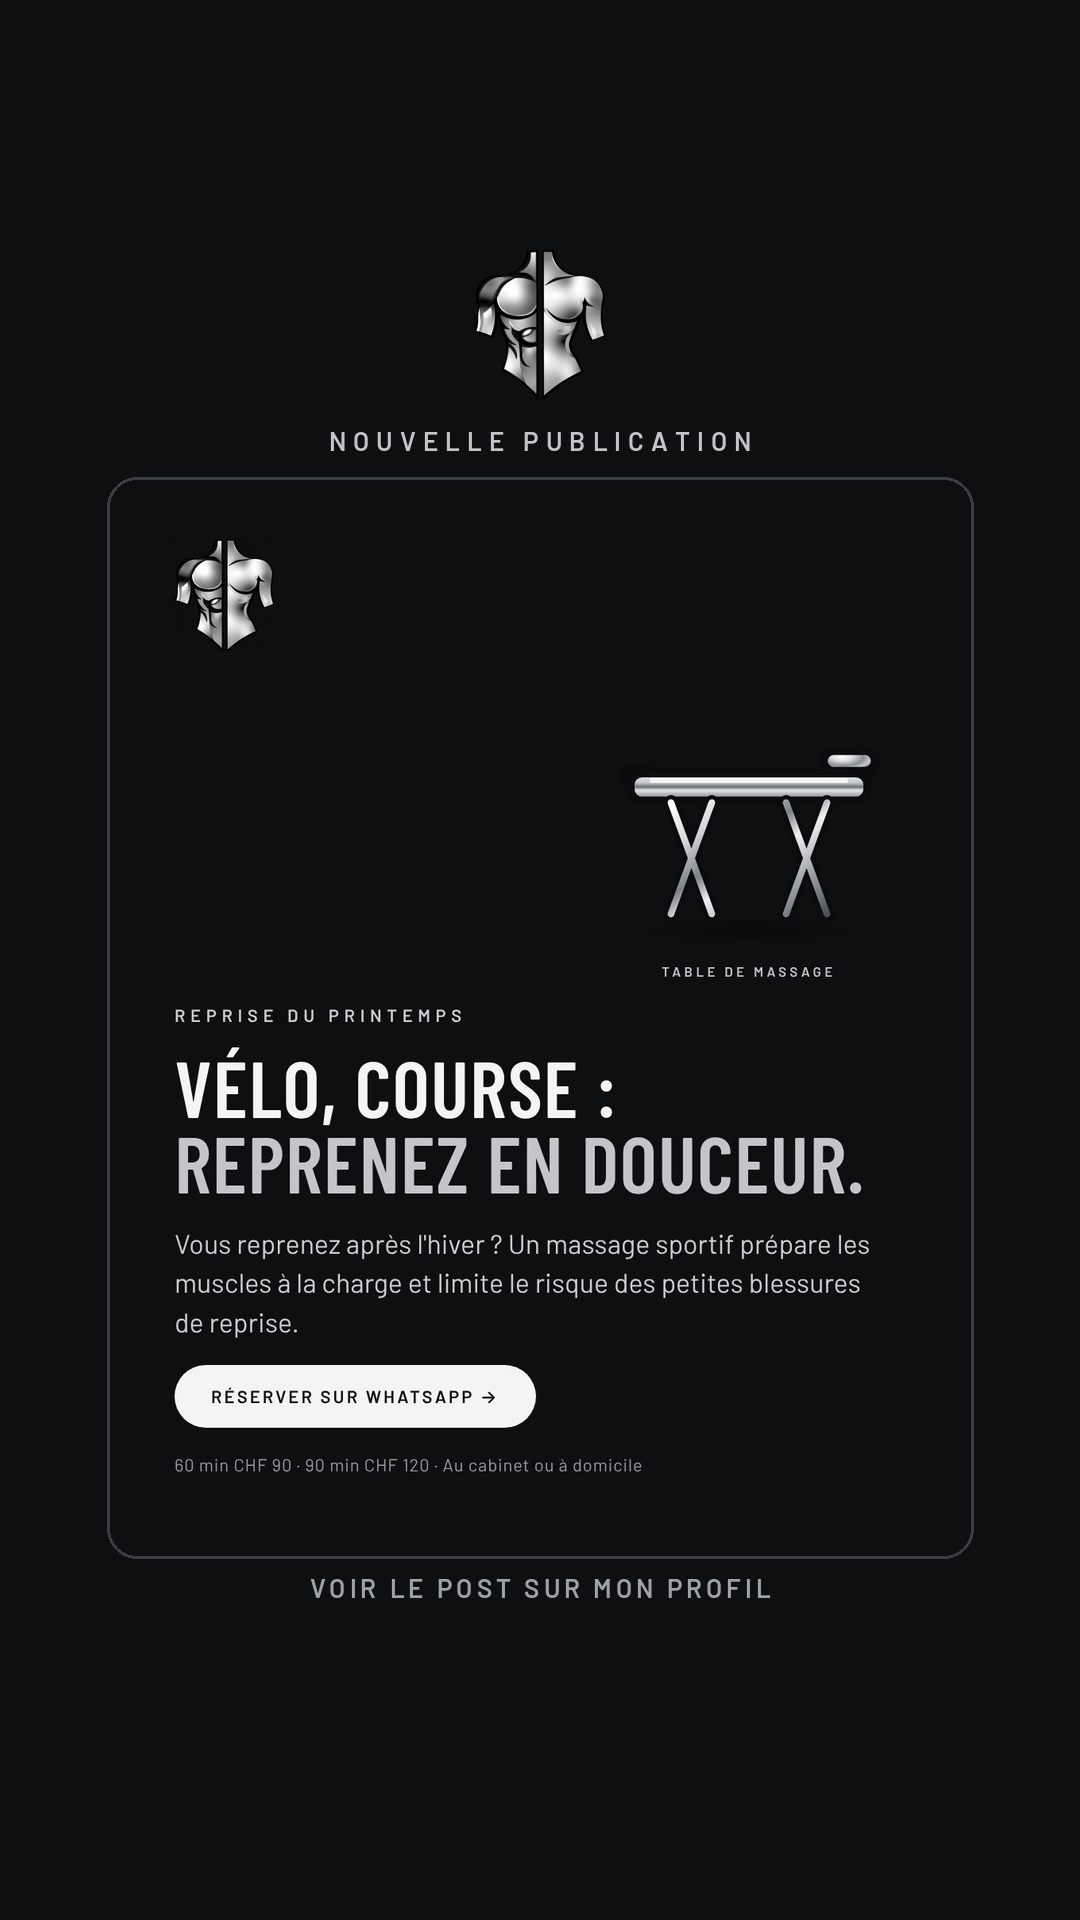 NOUVELLE PUBLICATION
TABLE DE MASSAGE
REPRISE DU PRINTEMPS
VÉLO, COURSE :
REPRENEZ EN DOUCEUR.
Vous reprenez après l'hiver ? Un massage sportif prépare les
muscles à la charge et limite le risque des petites blessures
de reprise.
RÉSERVER SUR WHATSAPP →
60 min CHF 90 · 90 min CHF 120 · Au cabinet ou à domicile
VOIR LE POST SUR MON PROFIL